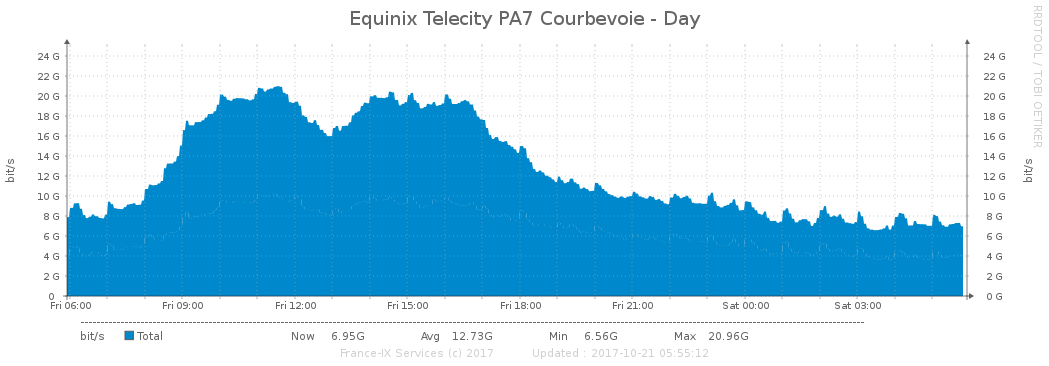 Equinix Telecity PA7 Courbevoie - Day
RRDTOOL / TOBI OETIKER
bit/s
24 G 24 G
22 G 22 G
20 G 20 G
18 G 18 G
16 G 16 G
14 G 14 G
12 G 12 G
10 G 10 G
8 G 8 G
6 G 6 G
4 G 4 G
2 G 2 G
0 0 G
bit/s
Fri 06:00 Fri 09:00 Fri 12:00 Fri 15:00 Fri 18:00 Fri 21:00 Sat 00:00 Sat 03:00
bit/s Total Now 6.95G Avg 12.73G Min 6.56G Max 20.96G
France-IX Services (c) 2017 Updated : 2017-10-21 05:55:12